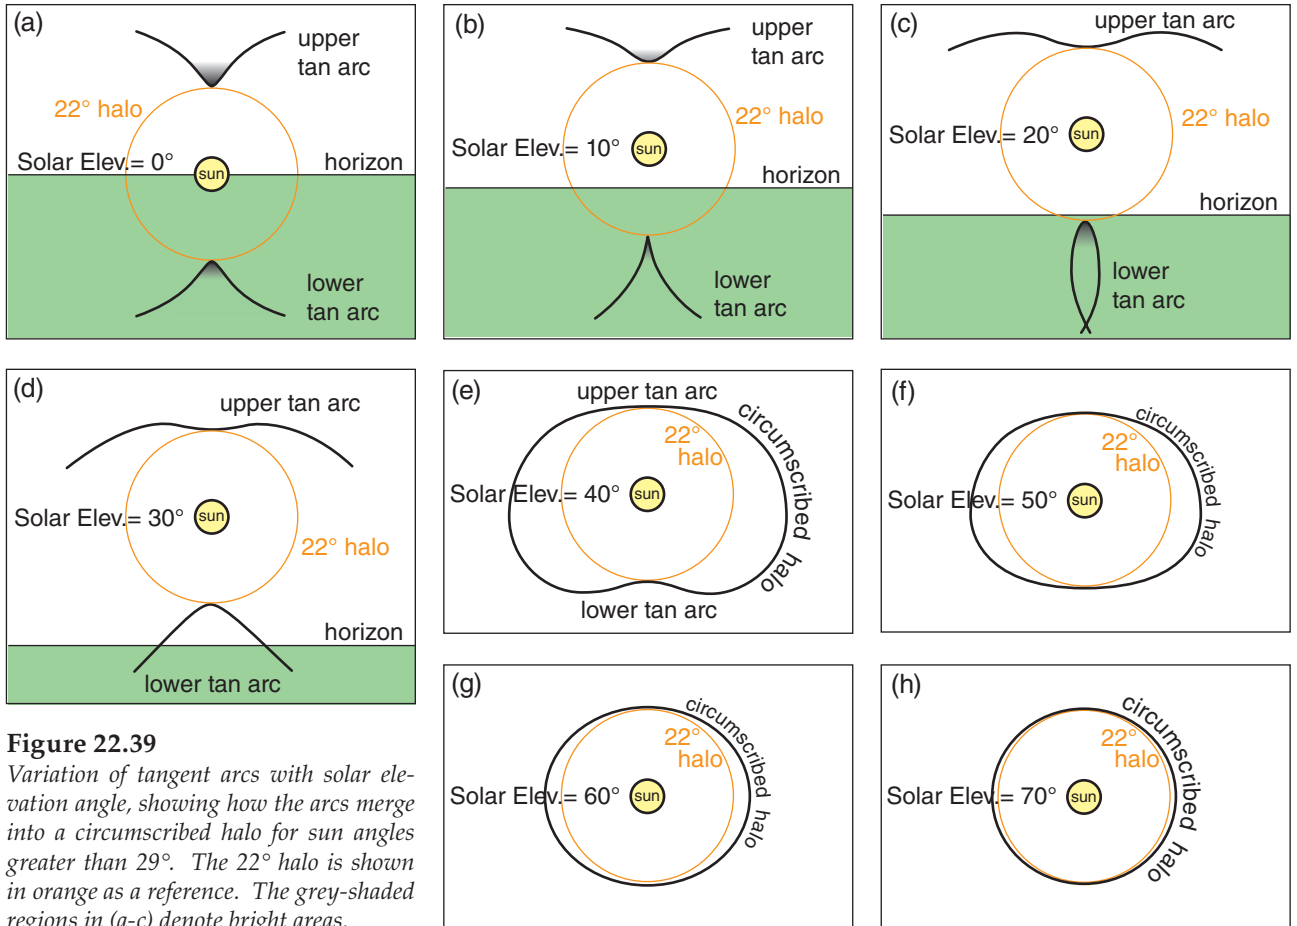 (a)
upper
tan arc
22° halo
Solar Elev.= 0°
sun
horizon
lower
tan arc
(b)
upper
tan arc
22° halo
Solar Elev.= 10°
sun
horizon
lower
tan arc
(c)
upper tan arc
22° halo
Solar Elev.= 20°
sun
horizon
lower
tan arc
(d)
upper tan arc
Solar Elev.= 30°
sun
22° halo
horizon
lower tan arc
(e)
upper tan arc
circumscribed halo
22°
halo
Solar Elev.= 40°
sun
lower tan arc
(f)
circumscribed halo
22°
halo
Solar Elev.= 50°
sun
(g)
circumscribed halo
22°
halo
Solar Elev.= 60°
sun
(h)
circumscribed halo
22°
halo
Solar Elev.= 70°
sun
Figure 22.39
Variation of tangent arcs with solar ele-
vation angle, showing how the arcs merge
into a circumscribed halo for sun angles
greater than 29°. The 22° halo is shown
in orange as a reference. The grey-shaded
regions in (a-c) denote bright areas.